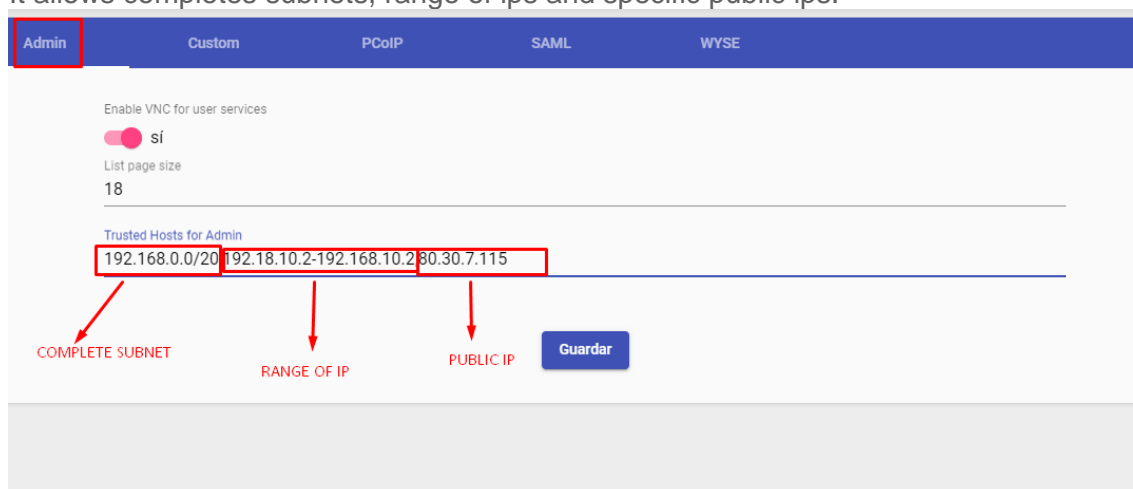 It allows completes subnets, range of ips and specific public ips.
Admin Custom PCoIP SAML WYSE
Enable VNC for user services
sí
List page size
18
Trusted Hosts for Admin
192.168.0.0/20 192.18.10.2-192.168.10.2 80.30.7.115
COMPLETE SUBNET
RANGE OF IP
PUBLIC IP
Guardar